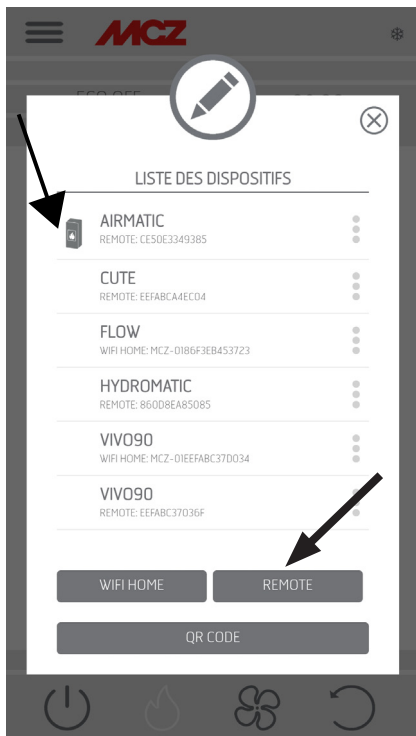 MCZ
LISTE DES DISPOSITIFS
AIRMATIC
REMOTE: CE50E3349385
CUTE
REMOTE: EEFABCA4EC04
FLOW
WIFI HOME: MCZ-0186F3EB453723
HYDROMATIC
REMOTE: 860D8EA85085
VIVO90
WIFI HOME: MCZ-01EEFABC37D034
VIVO90
REMOTE: EEFABC37036F
WIFI HOME
REMOTE
QR CODE